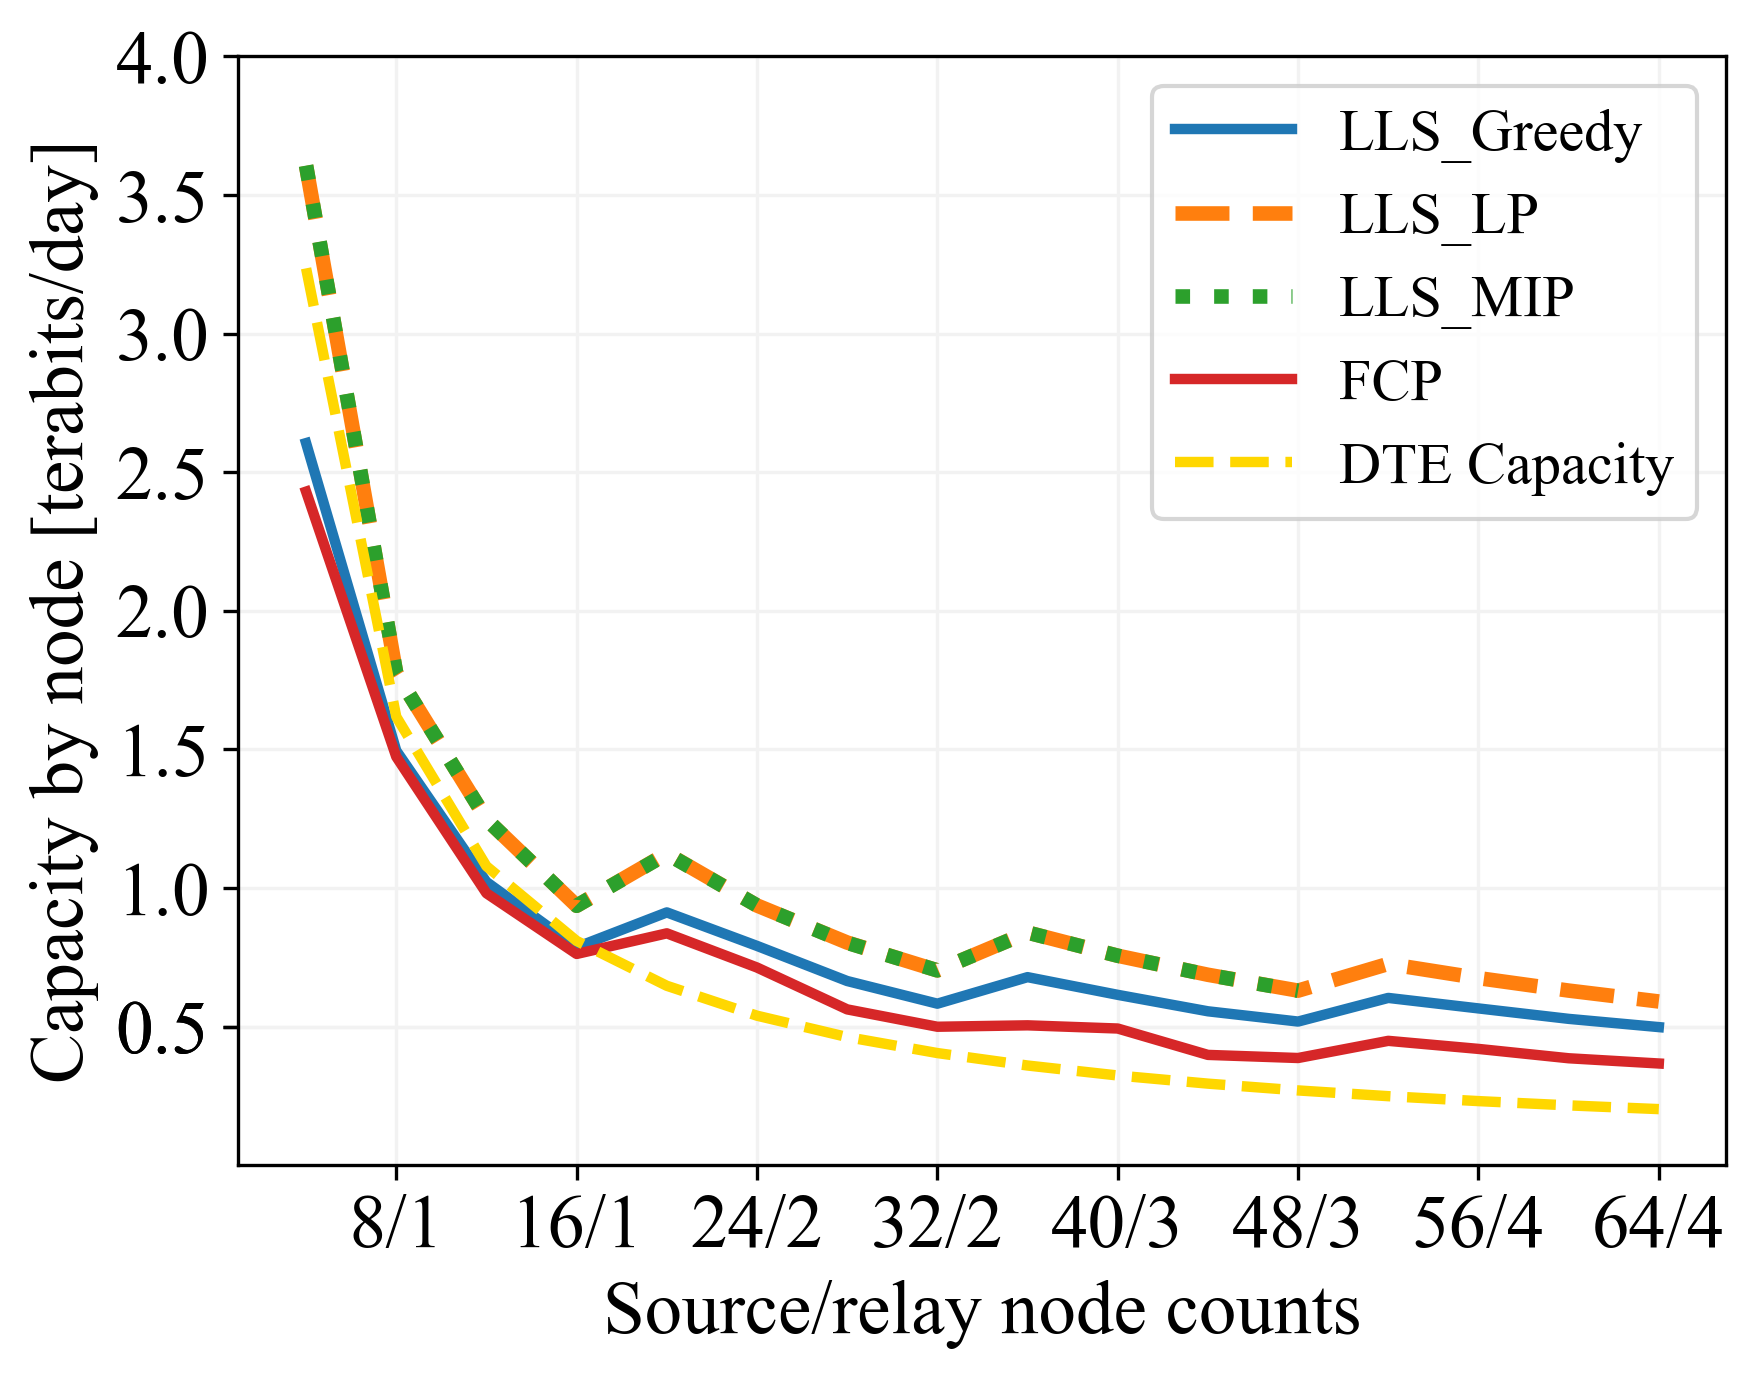 4.0
3.5
3.0
2.5
2.0
1.5
1.0
0.5
Capacity by node [terabits/day]
LLS_Greedy
LLS_LP
LLS_MIP
FCP
DTE Capacity
8/1 16/1 24/2 32/2 40/3 48/3 56/4 64/4
Source/relay node counts